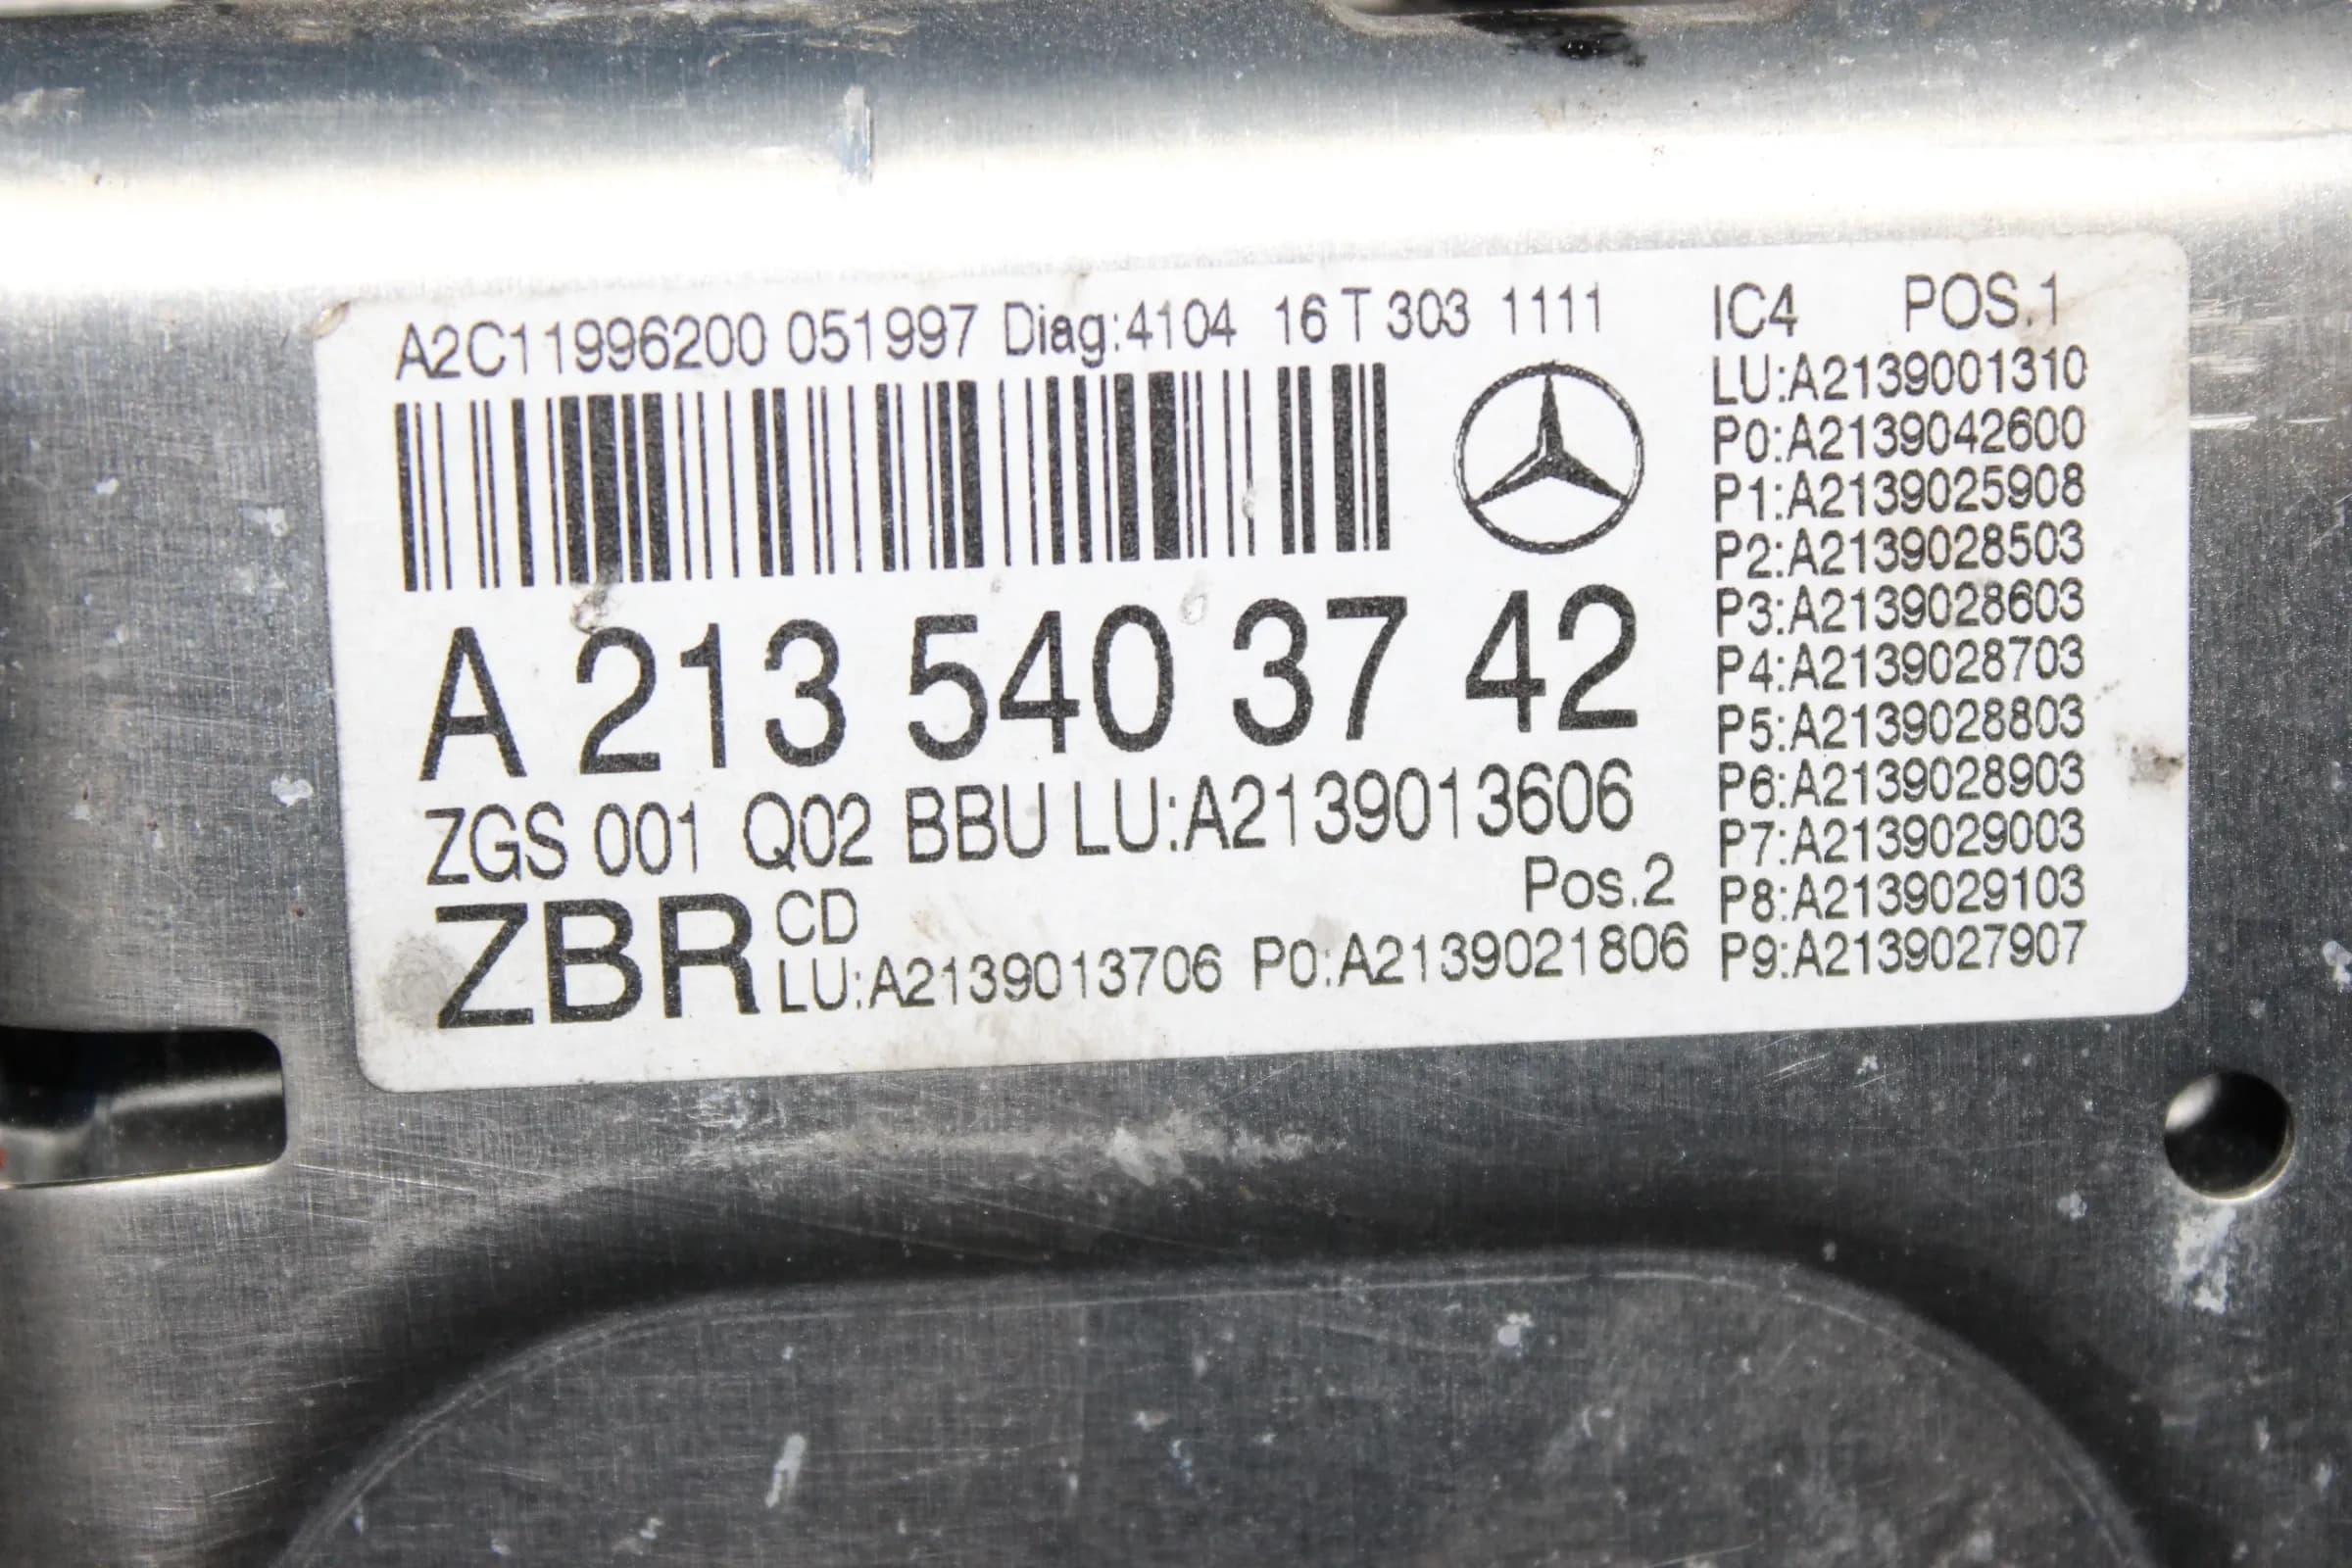 A2C11996200 051997 Diag:4104 16 T 303 1111
A 213 540 37 42
ZGS 001 Q02 BBU LU:A2139013606
Pos.2
ZBR CD
LU:A2139013706 P0:A2139021806
IC4 POS.1
LU:A2139001310
P0:A2139042600
P1:A2139025908
P2:A2139028503
P3:A2139028603
P4:A2139028703
P5:A2139028803
P6:A2139028903
P7:A2139029003
P8:A2139029103
P9:A2139027907